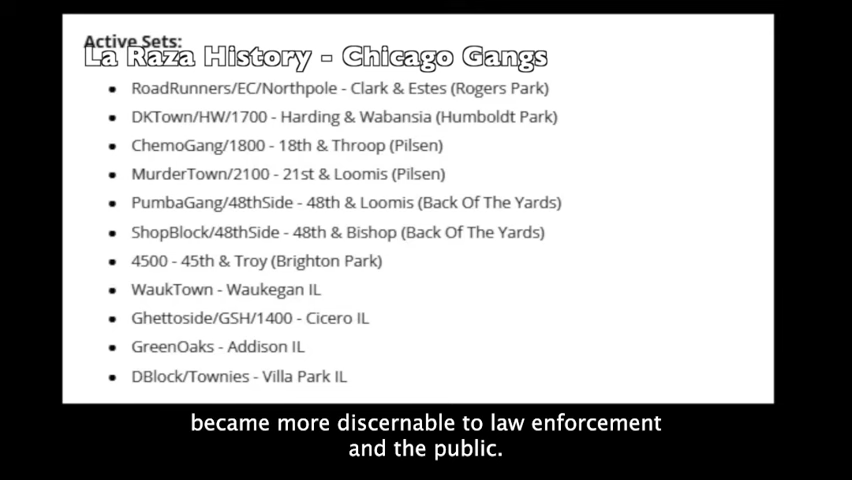 Active Sets:
La Raza History - Chicago Gangs
RoadRunners/EC/Northpole - Clark & Estes (Rogers Park)
DKTown/HW/1700 - Harding & Wabansia (Humboldt Park)
ChemoGang/1800 - 18th & Throop (Pilsen)
MurderTown/2100 - 21st & Loomis (Pilsen)
PumbaGang/48thSide - 48th & Loomis (Back Of The Yards)
ShopBlock/48thSide - 48th & Bishop (Back Of The Yards)
4500 - 45th & Troy (Brighton Park)
WaukTown - Waukegan IL
Ghettoside/GSH/1400 - Cicero IL
GreenOaks - Addison IL
DBlock/Townies - Villa Park IL
became more discernable to law enforcement
and the public.